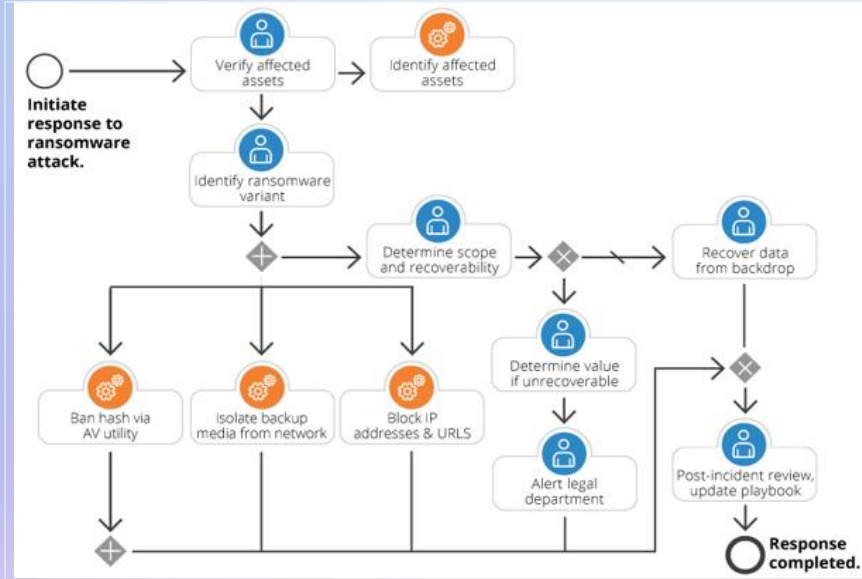 Verify affected
assets
Identify affected
assets
Initiate
response to
ransomware
attack.
Identify ransomware
variant
Determine scope
and recoverability
Recover data
from backdrop
Determine value
if unrecoverable
Ban hash via
AV utility
Isolate backup
media from network
Block IP
addresses & URLS
Alert legal
department
Post-incident review,
update playbook
Response
completed.